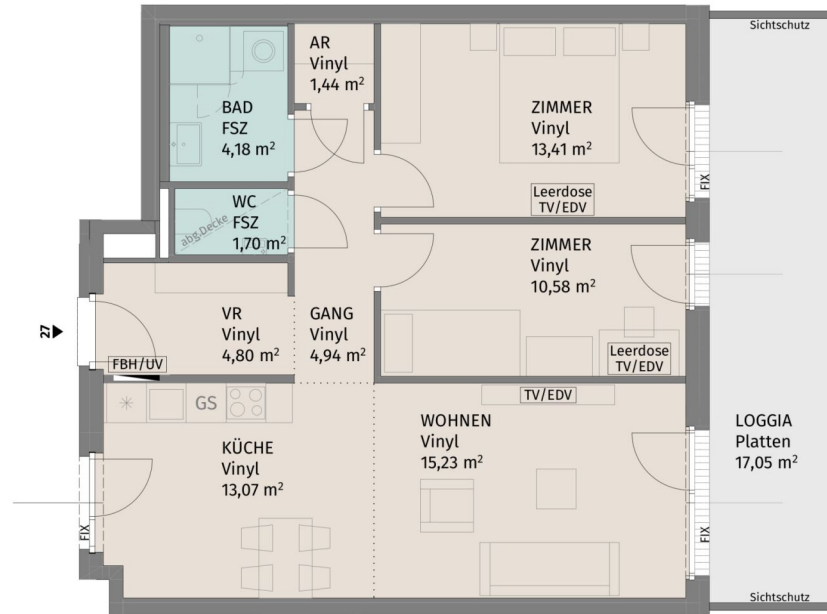 Sichtschutz
AR
Vinyl
1,44 m²
BAD
FSZ
4,18 m²
ZIMMER
Vinyl
13,41 m²
Leerdose
TV/EDV
FIX
WC
FSZ
1,70 m²
abg.Decke
ZIMMER
Vinyl
10,58 m²
Leerdose
TV/EDV
27
VR
Vinyl
4,80 m²
GANG
Vinyl
4,94 m²
FBH/UV
GS
TV/EDV
KÜCHE
Vinyl
13,07 m²
WOHNEN
Vinyl
15,23 m²
LOGGIA
Platten
17,05 m²
FIX
FIX
Sichtschutz